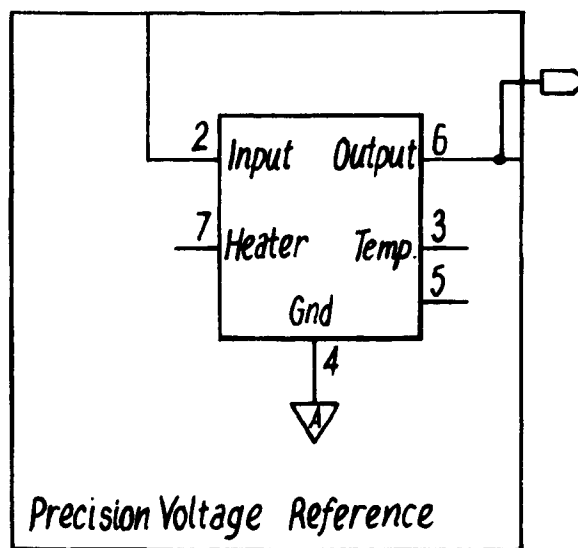 2 Input Output 6
7 Heater Temp. 3
5
Gnd
4
A
Precision Voltage Reference